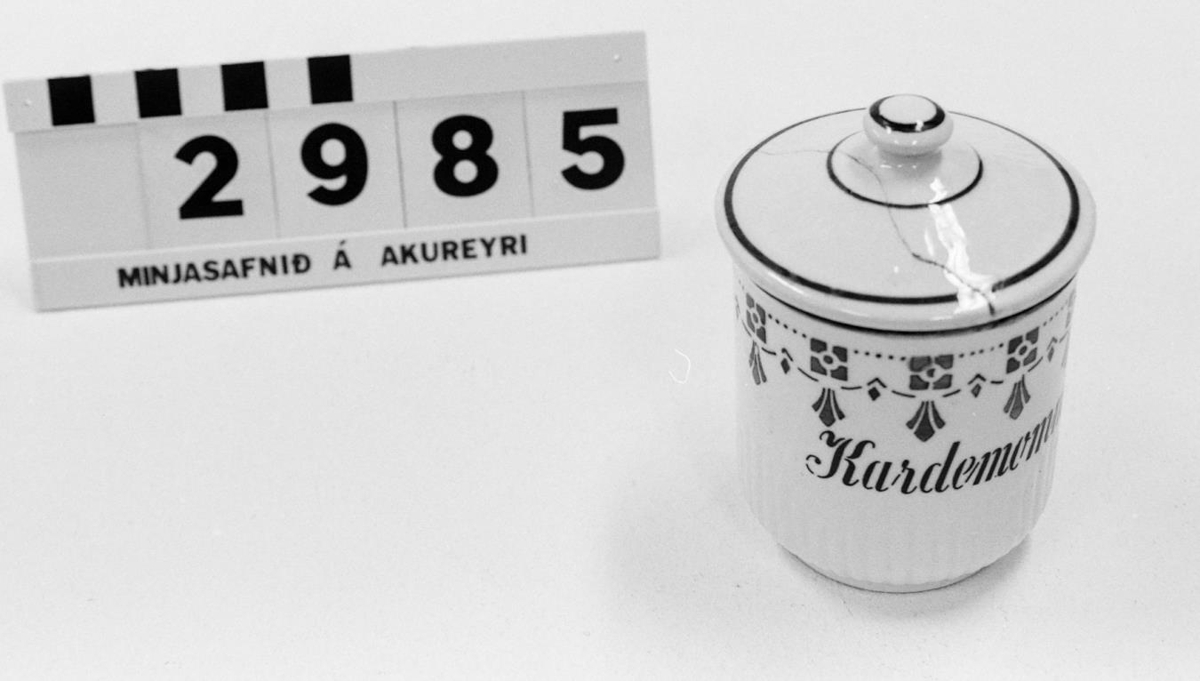 2985
MINJASAFNIÐ Á AKUREYRI
Kardemom